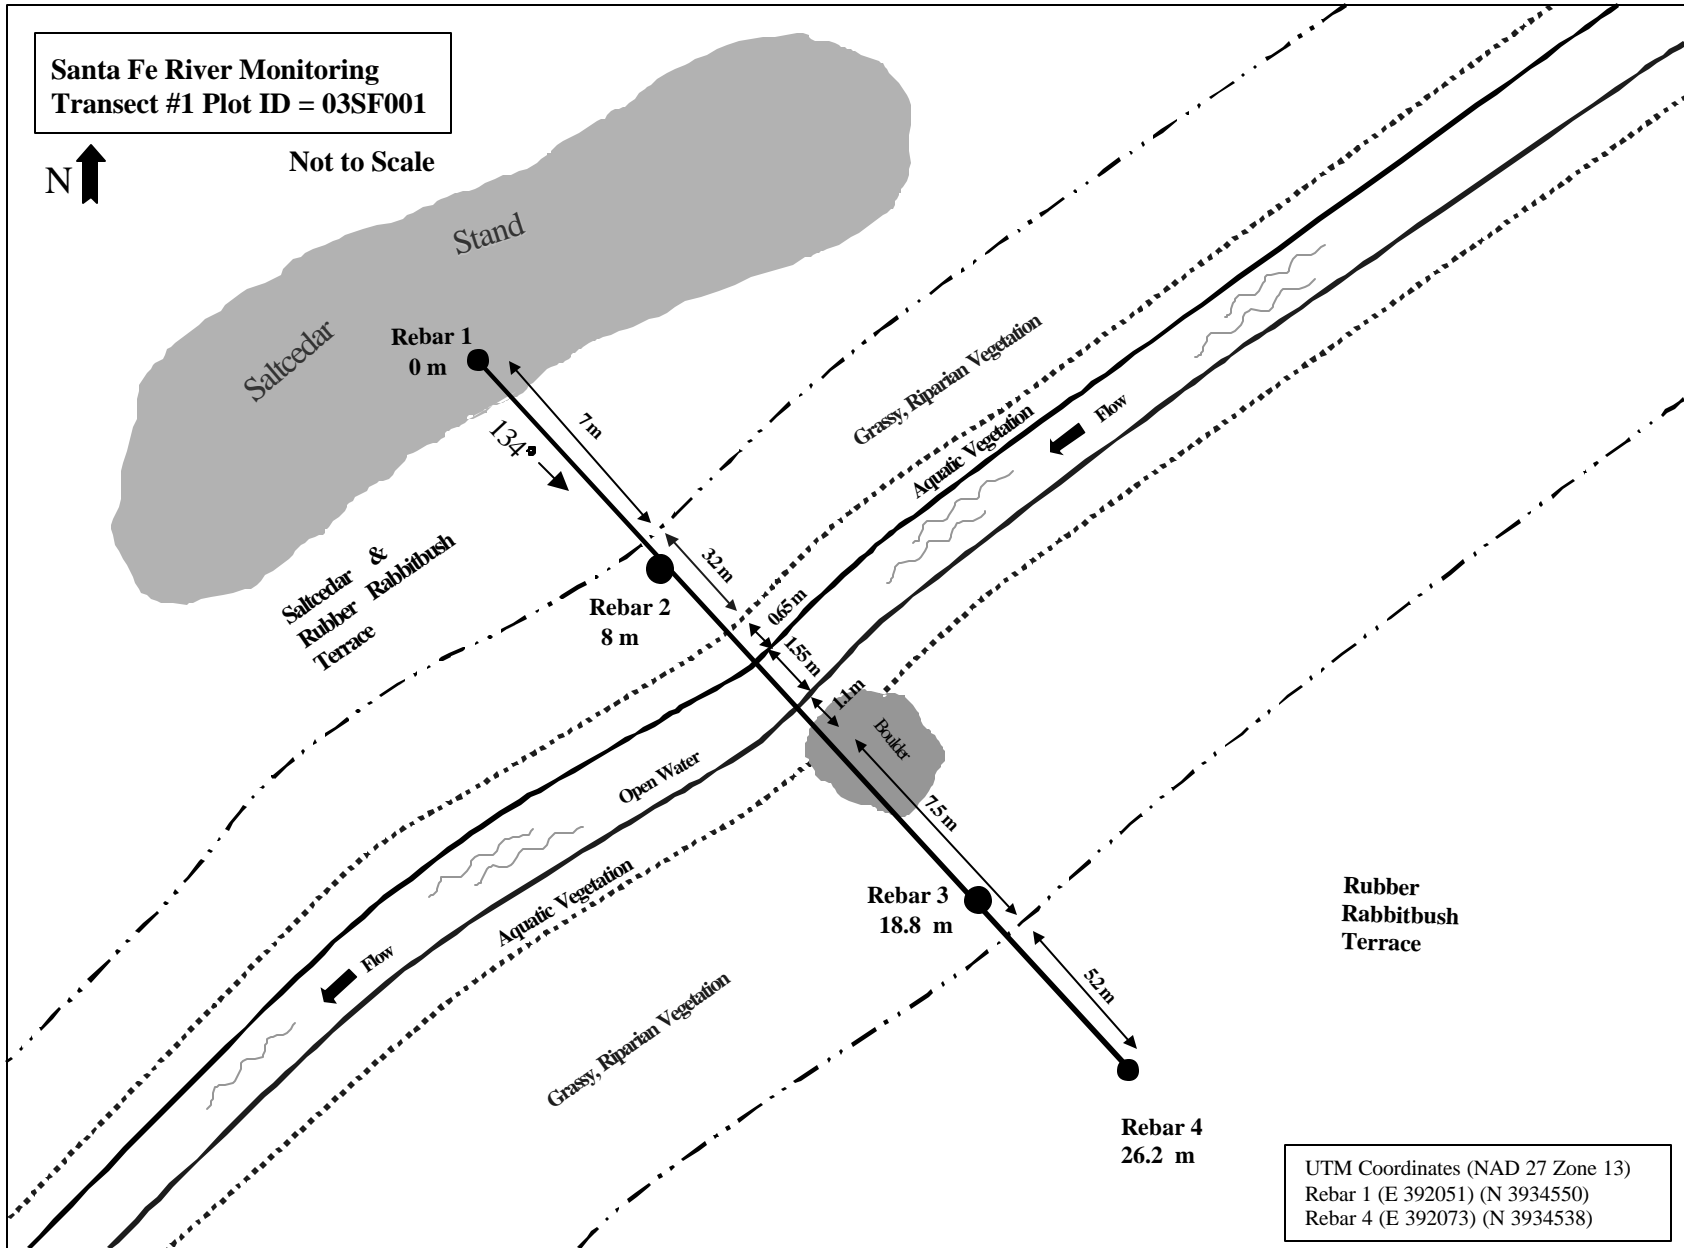 Santa Fe River Monitoring
Transect #1 Plot ID = 03SF001
N
Not to Scale
Stand
Saltcedar
Rebar 1
0 m
7 m
134°
Grassy, Riparian Vegetation
Aquatic Vegetation
Flow
Saltcedar &
Rubber Rabbitbush
Terrace
3.2 m
Rebar 2
8 m
0.65 m
1.55 m
1.1 m
Boulder
Open Water
7.5 m
Aquatic Vegetation
Rebar 3
18.8 m
Rubber
Rabbitbush
Terrace
Flow
5.2 m
Grassy, Riparian Vegetation
Rebar 4
26.2 m
UTM Coordinates (NAD 27 Zone 13)
Rebar 1 (E 392051) (N 3934550)
Rebar 4 (E 392073) (N 3934538)